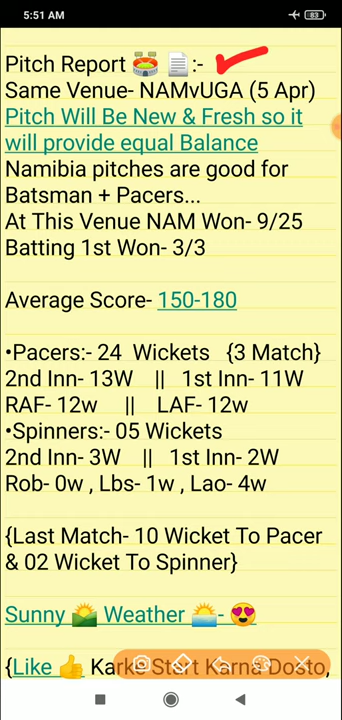 5:51 AM
83
Pitch Report 🏟️ 📄:-
Same Venue- NAMvUGA (5 Apr)
Pitch Will Be New & Fresh so it
will provide equal Balance
Namibia pitches are good for
Batsman + Pacers...
At This Venue NAM Won- 9/25
Batting 1st Won- 3/3
Average Score- 150-180
•Pacers:- 24 Wickets {3 Match}
2nd Inn- 13W || 1st Inn- 11W
RAF- 12w || LAF- 12w
•Spinners:- 05 Wickets
2nd Inn- 3W || 1st Inn- 2W
Rob- 0w , Lbs- 1w , Lao- 4w
{Last Match- 10 Wicket To Pacer
& 02 Wicket To Spinner}
Sunny 🌄 Weather 🌅- 😍
{Like 👍 Karke Start Karna Dosto,